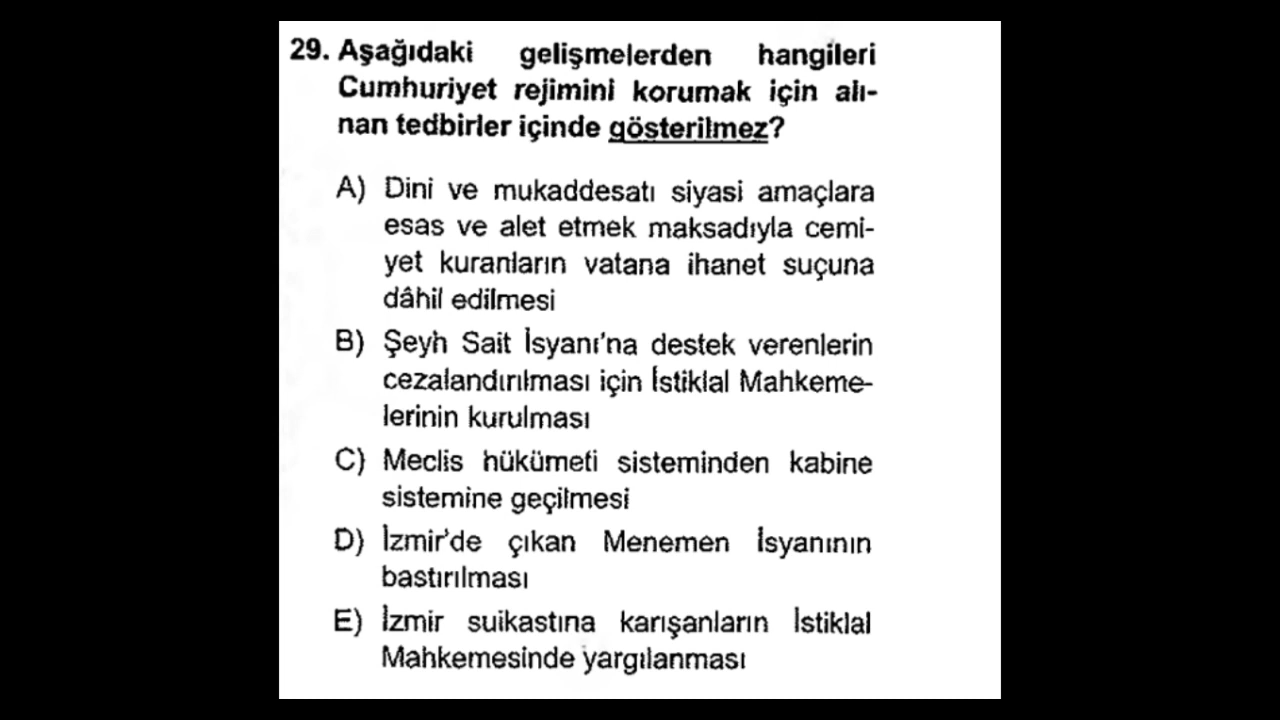 29. Aşağıdaki gelişmelerden hangileri
Cumhuriyet rejimini korumak için alı-
nan tedbirler içinde gösterilmez?
A) Dini ve mukaddesatı siyasi amaçlara
esas ve alet etmek maksadıyla cemi-
yet kuranların vatana ihanet suçuna
dâhil edilmesi
B) Şeyh Sait İsyanı'na destek verenlerin
cezalandırılması için İstiklal Mahkeme-
lerinin kurulması
C) Meclis hükümeti sisteminden kabine
sistemine geçilmesi
D) İzmir'de çıkan Menemen İsyanının
bastırılması
E) İzmir suikastına karışanların İstiklal
Mahkemesinde yargılanması